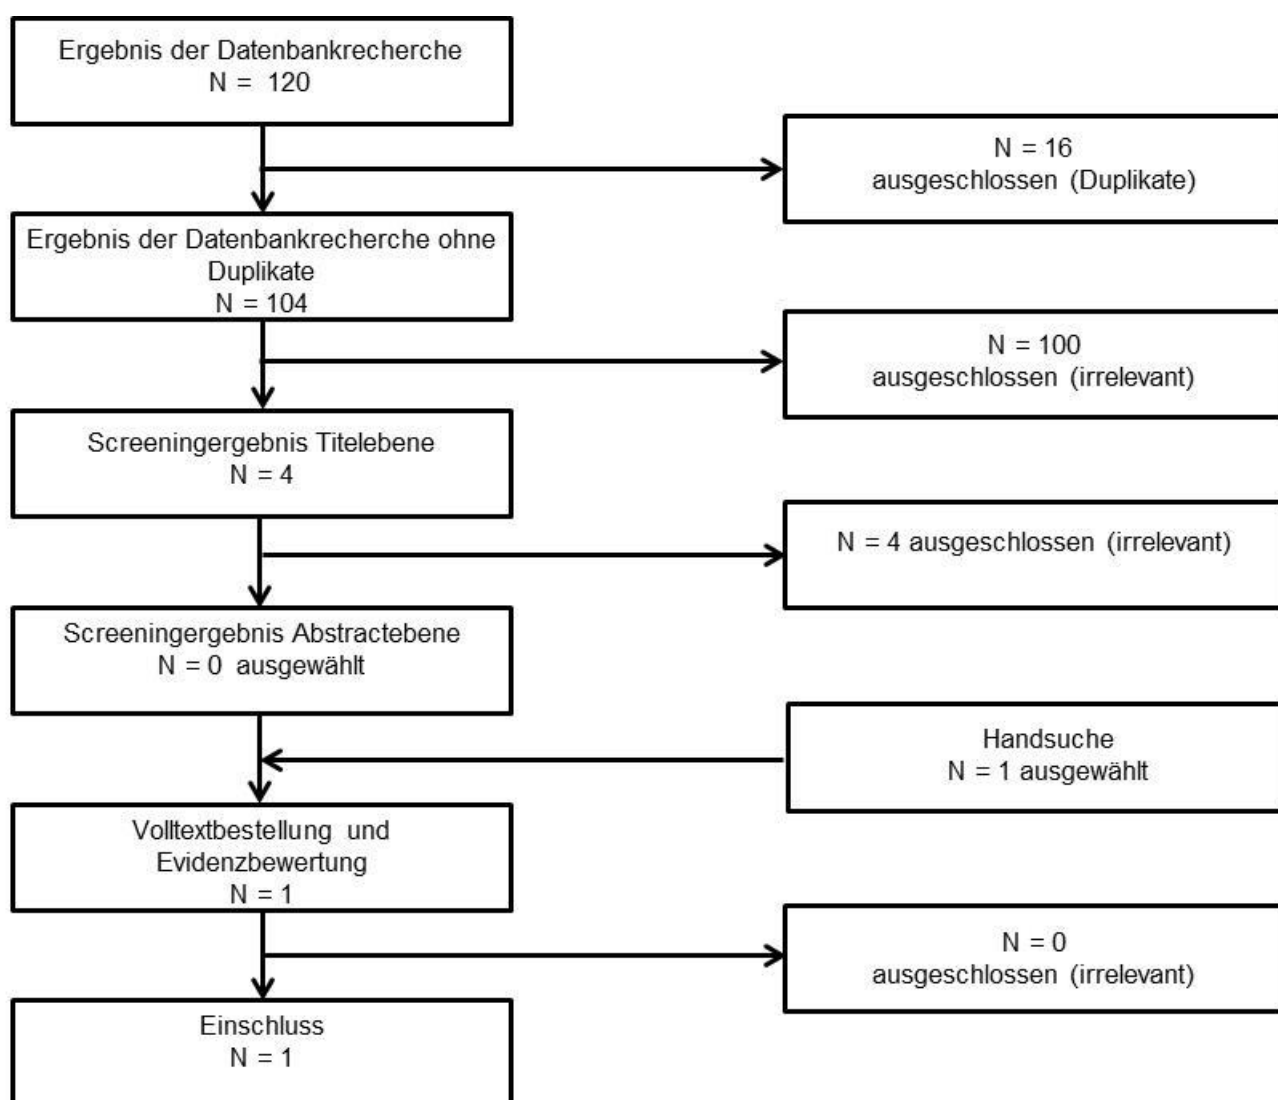 Ergebnis der Datenbankrecherche
N = 120
N = 16
ausgeschlossen (Duplikate)
Ergebnis der Datenbankrecherche ohne
Duplikate
N = 104
N = 100
ausgeschlossen (irrelevant)
Screeningergebnis Titelebene
N = 4
N = 4 ausgeschlossen (irrelevant)
Screeningergebnis Abstractebene
N = 0 ausgewählt
Handsuche
N = 1 ausgewählt
Volltextbestellung und
Evidenzbewertung
N = 1
N = 0
ausgeschlossen (irrelevant)
Einschluss
N = 1